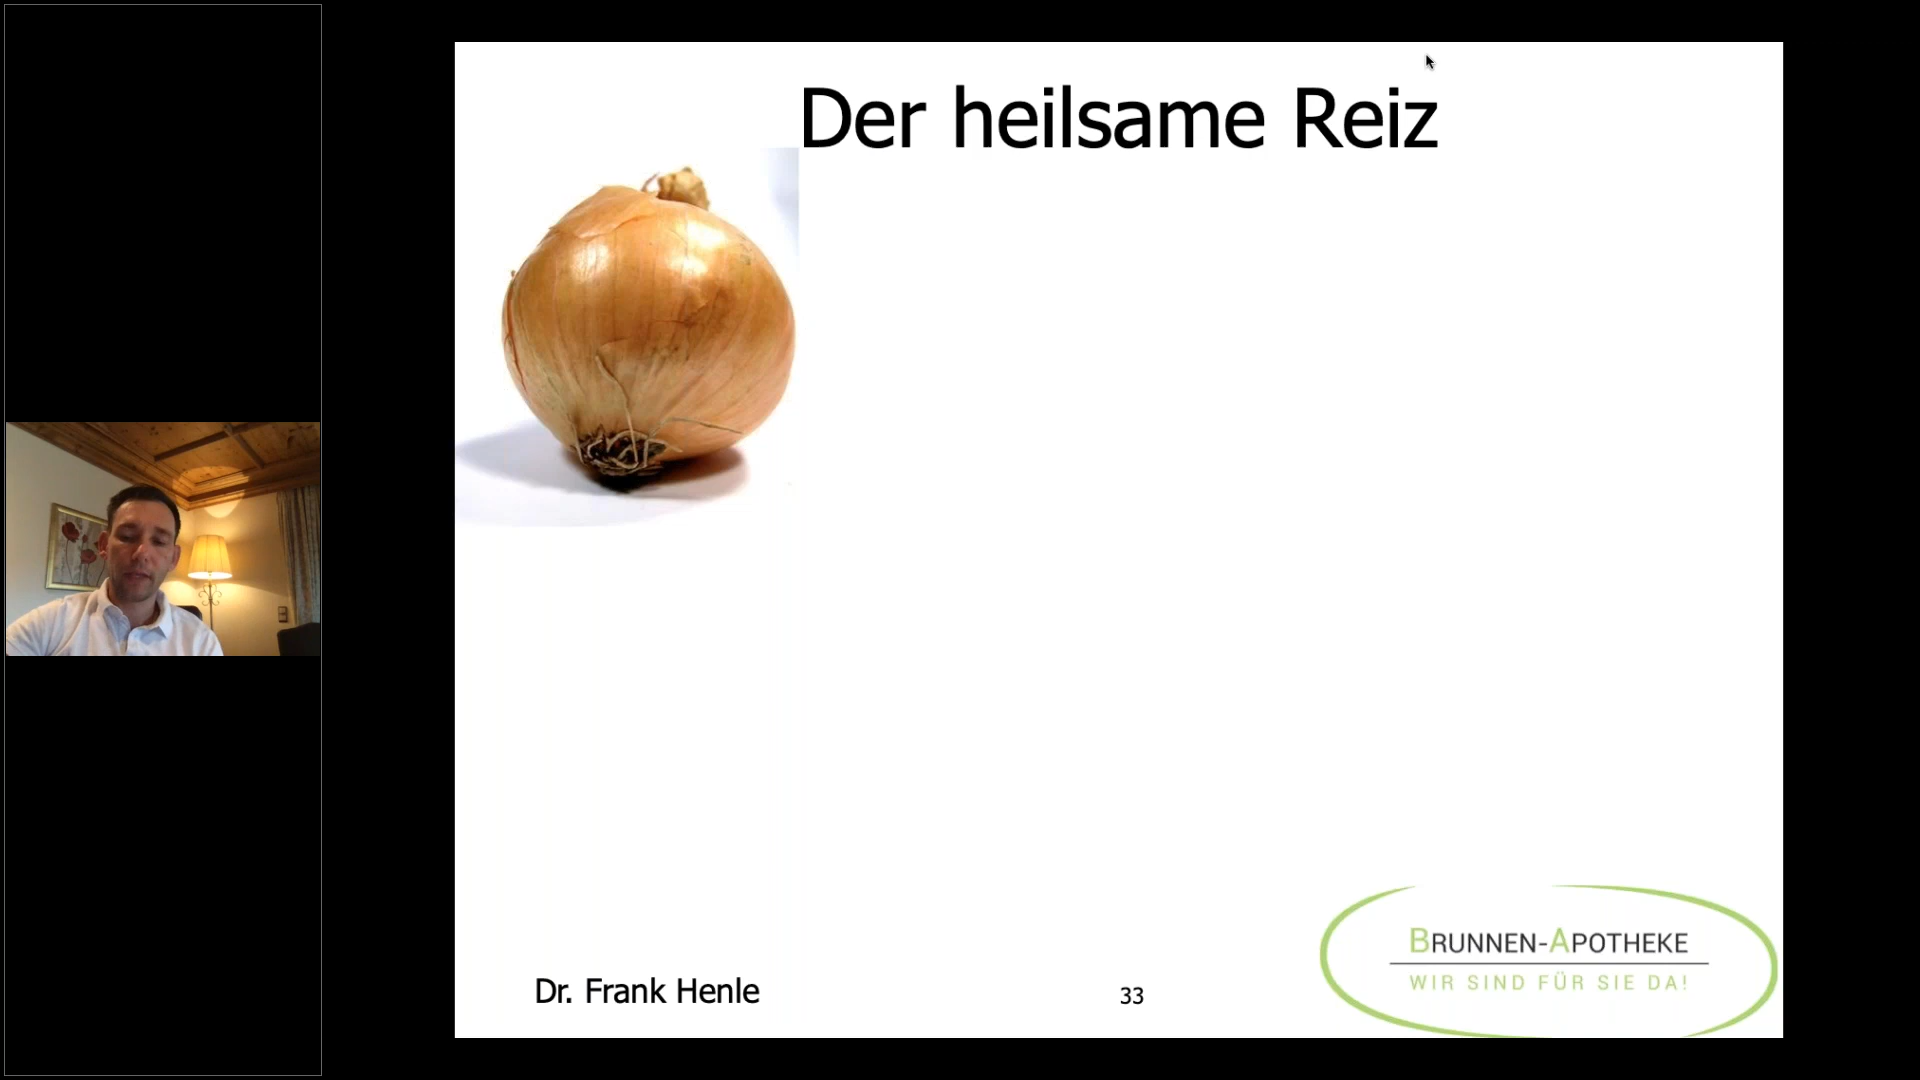 Der heilsame Reiz
Dr. Frank Henle
33
BRUNNEN-APOTHEKE
WIR SIND FÜR SIE DA!